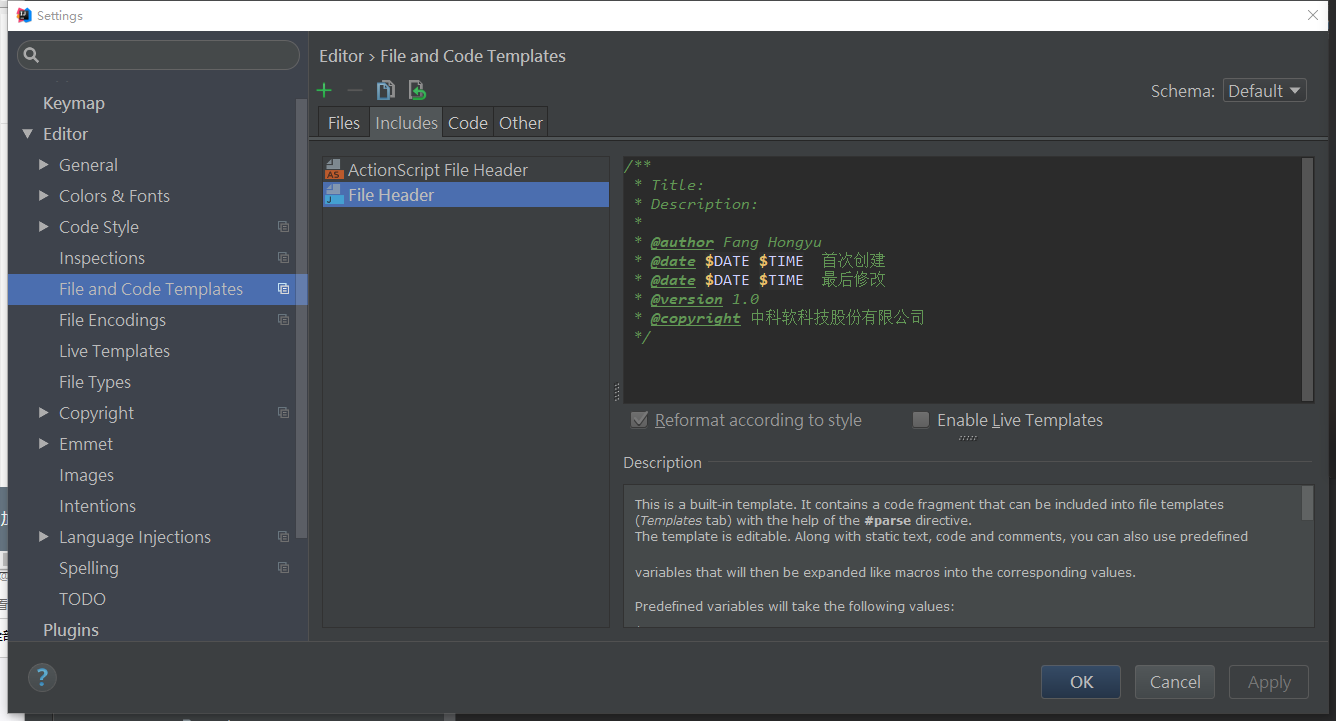 Settings
Editor › File and Code Templates
Schema: Default
Keymap
Editor
General
Colors & Fonts
Code Style
Inspections
File and Code Templates
File Encodings
Live Templates
File Types
Copyright
Emmet
Images
Intentions
Language Injections
Spelling
TODO
Plugins
Files Includes Code Other
ActionScript File Header
File Header
/**
* Title:
* Description:
*
* @author Fang Hongyu
* @date $DATE $TIME 首次创建
* @date $DATE $TIME 最后修改
* @version 1.0
* @copyright 中科软科技股份有限公司
*/
Reformat according to style Enable Live Templates
Description
This is a built-in template. It contains a code fragment that can be included into file templates
(Templates tab) with the help of the #parse directive.
The template is editable. Along with static text, code and comments, you can also use predefined
variables that will then be expanded like macros into the corresponding values.
Predefined variables will take the following values:
?
OK Cancel Apply